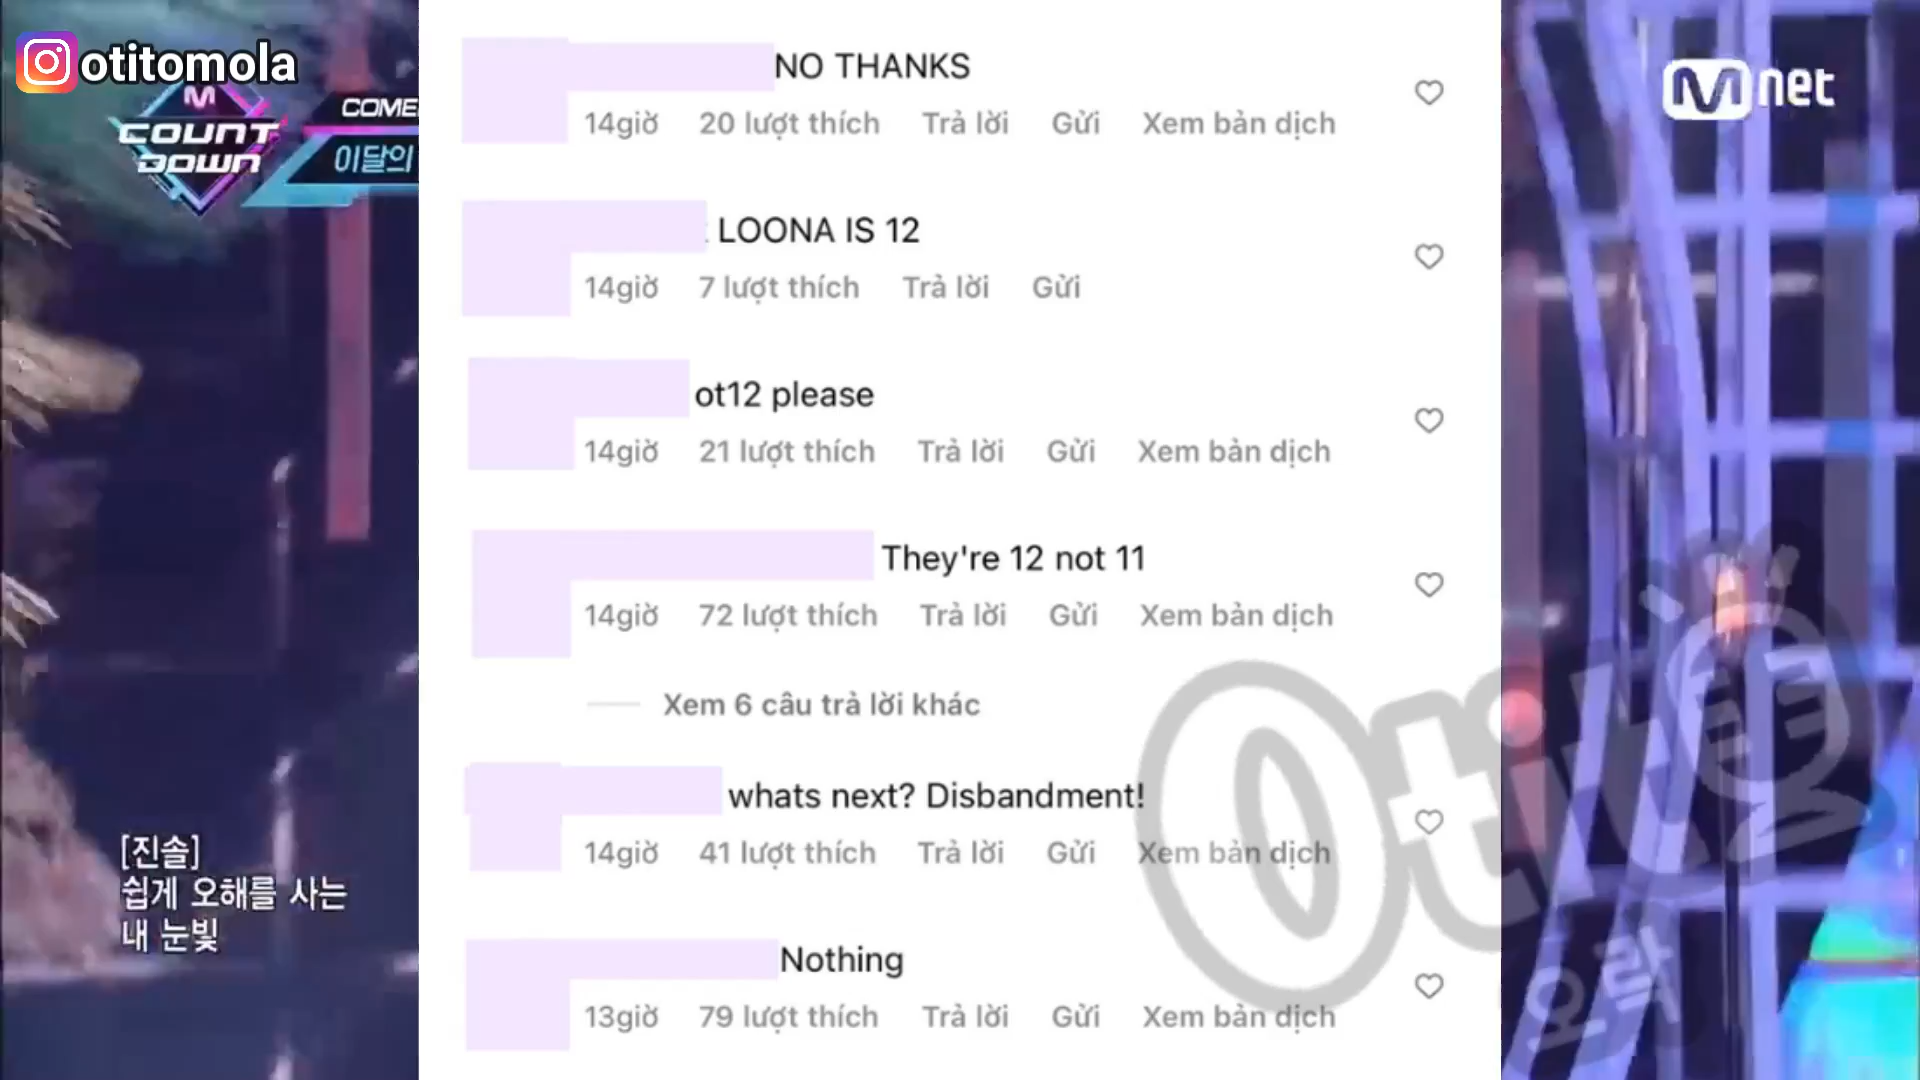 otitomola
M
COUNT
DOWN
COME
이달의
Mnet
NO THANKS
14giờ 20 lượt thích Trả lời Gửi Xem bản dịch
LOONA IS 12
14giờ 7 lượt thích Trả lời Gửi
ot12 please
14giờ 21 lượt thích Trả lời Gửi Xem bản dịch
They're 12 not 11
14giờ 72 lượt thích Trả lời Gửi Xem bản dịch
Xem 6 câu trả lời khác
whats next? Disbandment!
14giờ 41 lượt thích Trả lời Gửi Xem bản dịch
Nothing
13giờ 79 lượt thích Trả lời Gửi Xem bản dịch
[진솔]
쉽게 오해를 사는
내 눈빛
오락